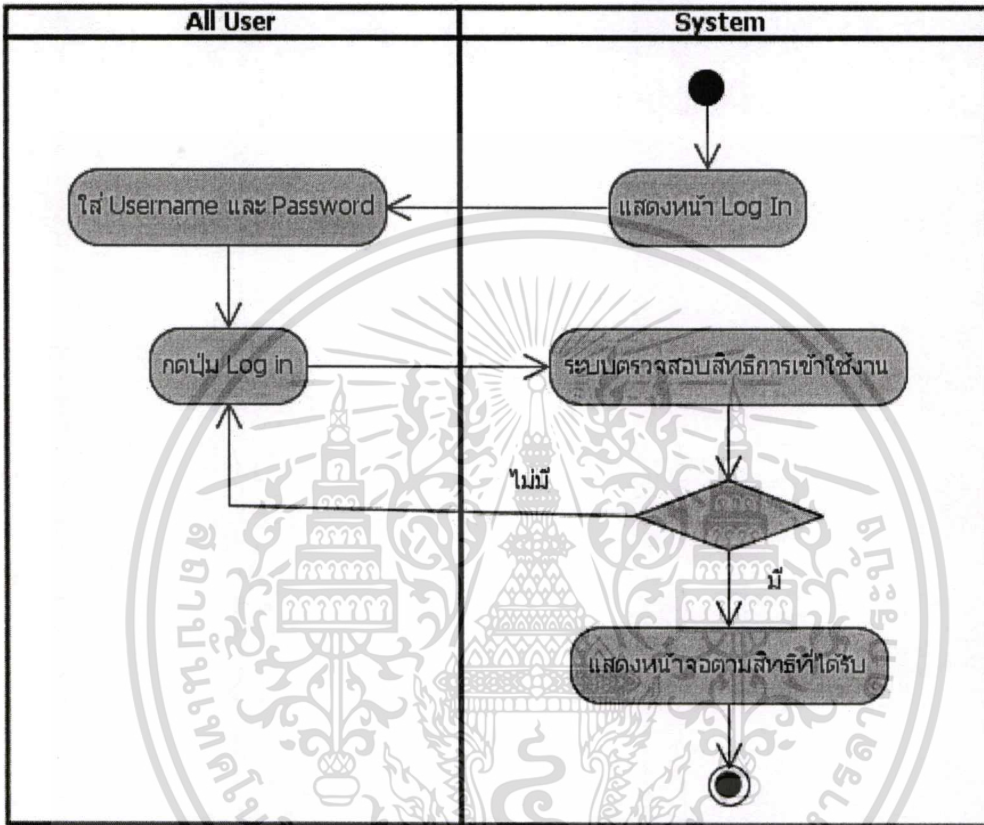 All User
System
แสดงหน้า Log In
ใส่ Username และ Password
กดปุ่ม Log in
ระบบตรวจสอบสิทธิการเข้าใช้งาน
ไม่มี
มี
แสดงหน้าจอตามสิทธิที่ได้รับ